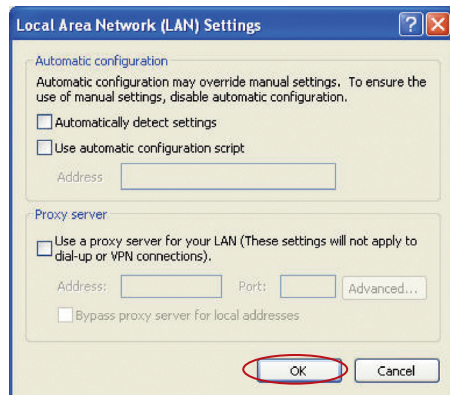 Local Area Network (LAN) Settings
Automatic configuration
Automatic configuration may override manual settings. To ensure the
use of manual settings, disable automatic configuration.
Automatically detect settings
Use automatic configuration script
Address
Proxy server
Use a proxy server for your LAN (These settings will not apply to
dial-up or VPN connections).
Address:
Port:
Advanced...
Bypass proxy server for local addresses
OK
Cancel